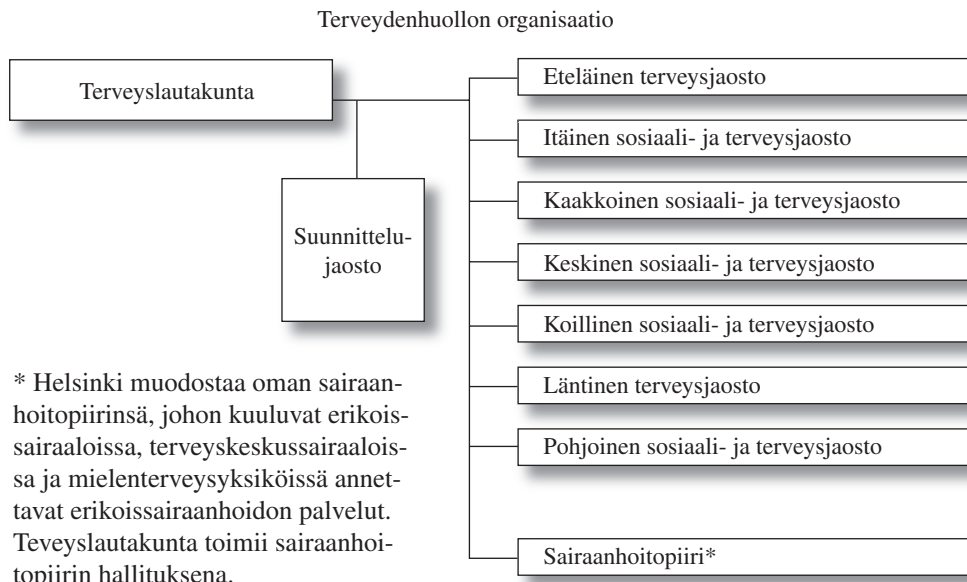 Terveydenhuollon organisaatio
Terveyslautakunta
Suunnittelu-
jaosto
Eteläinen terveysjaosto
Itäinen sosiaali- ja terveysjaosto
Kaakkoinen sosiaali- ja terveysjaosto
Keskinen sosiaali- ja terveysjaosto
Koillinen sosiaali- ja terveysjaosto
Läntinen terveysjaosto
Pohjoinen sosiaali- ja terveysjaosto
Sairaanhoitopiiri*
* Helsinki muodostaa oman sairaan-
hoitopiirinsä, johon kuuluvat erikois-
sairaaloissa, terveyskeskussairaalois-
sa ja mielenterveysyksiköissä annet-
tavat erikoissairaanhoidon palvelut.
Teveyslautakunta toimii sairaanhoi-
topiirin hallituksena.